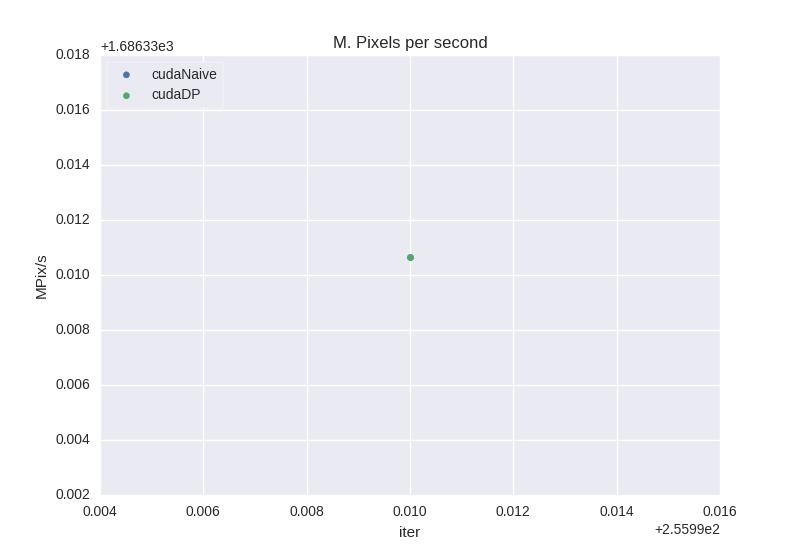 M. Pixels per second
+1.68633e3
cudaNaive
cudaDP
0.018
0.016
0.014
0.012
0.010
0.008
0.006
0.004
0.002
MPix/s
0.004 0.006 0.008 0.010 0.012 0.014 0.016
iter
+2.5599e2